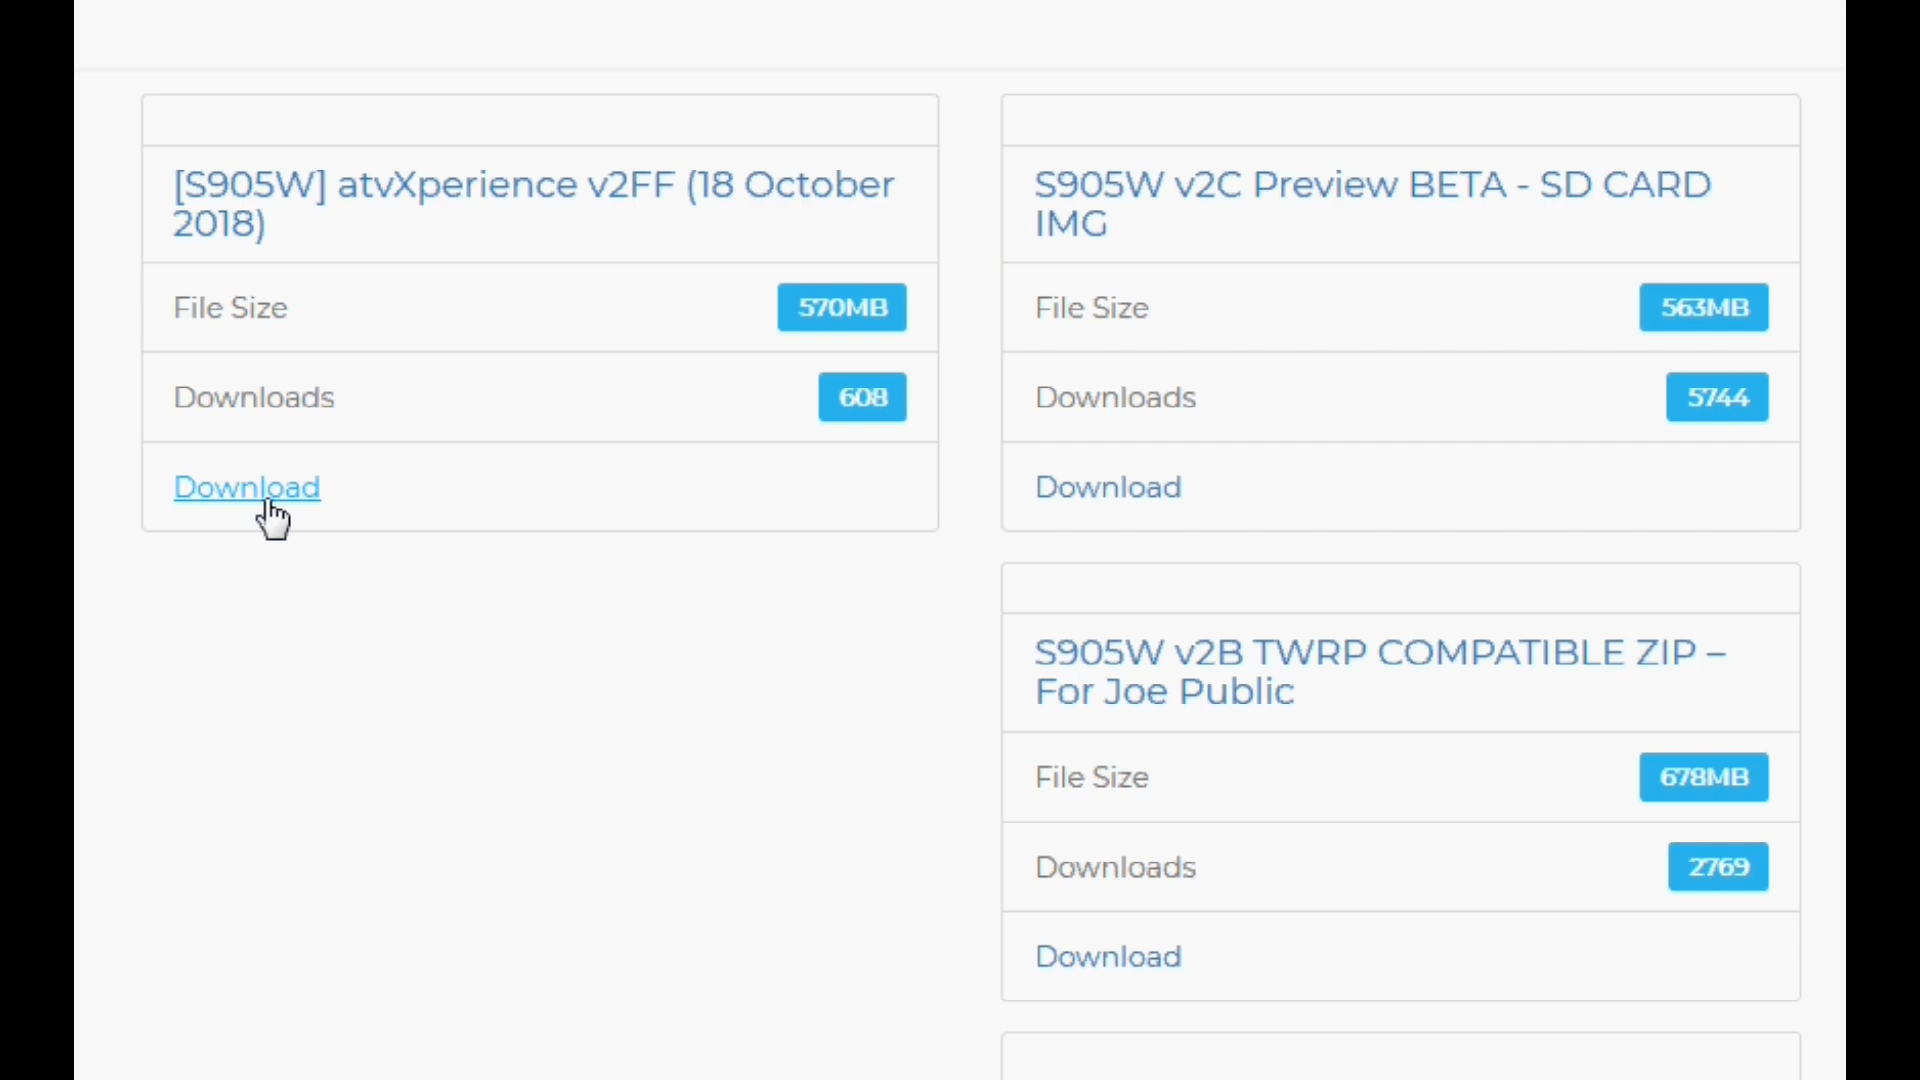 [S905W] atvXperience v2FF (18 October
2018)
File Size
570MB
Downloads
608
Download
S905W v2C Preview BETA - SD CARD
IMG
File Size
563MB
Downloads
5744
Download
S905W v2B TWRP COMPATIBLE ZIP –
For Joe Public
File Size
678MB
Downloads
2769
Download